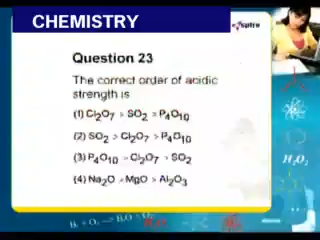 CHEMISTRY
Question 23
The correct order of acidic
strength is
(1) Cl₂O₇ > SO₂ > P₄O₁₀
(2) SO₂ > Cl₂O₇ > P₄O₁₀
(3) P₄O₁₀ > Cl₂O₇ > SO₂
(4) Na₂O > MgO > Al₂O₃
H₂O₂